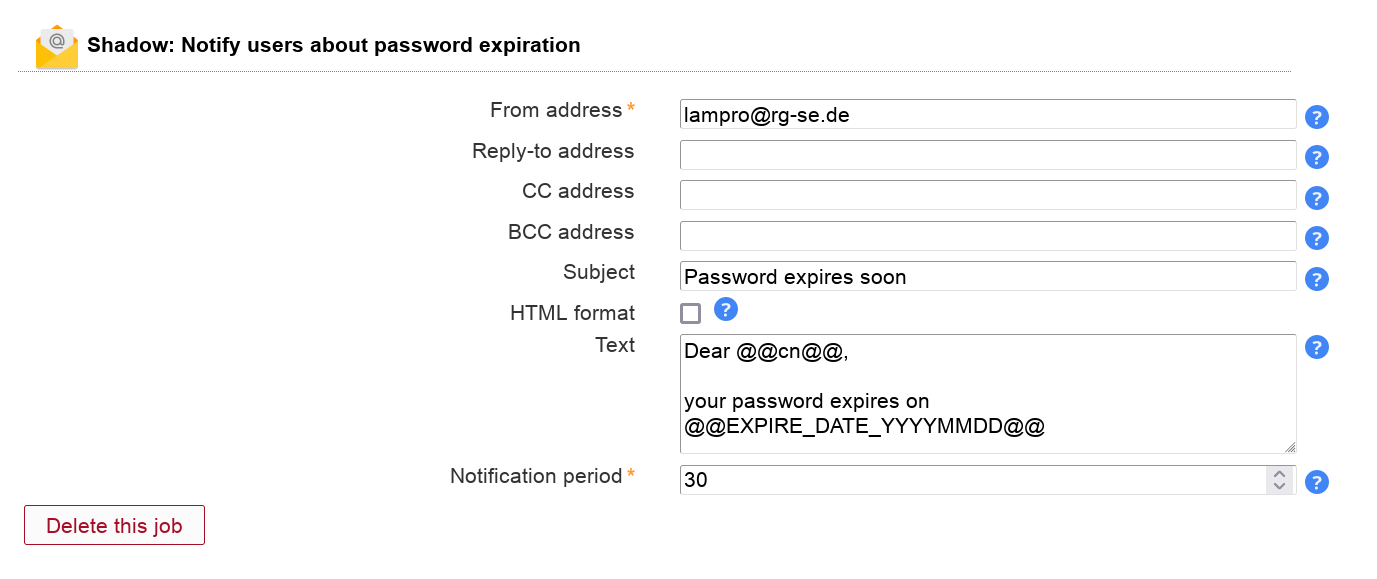 Shadow: Notify users about password expiration
From address*
lampro@rg-se.de
Reply-to address
CC address
BCC address
Subject
Password expires soon
HTML format
Text
Dear @@cn@@,
your password expires on
@@EXPIRE_DATE_YYYYMMDD@@
Notification period*
30
Delete this job